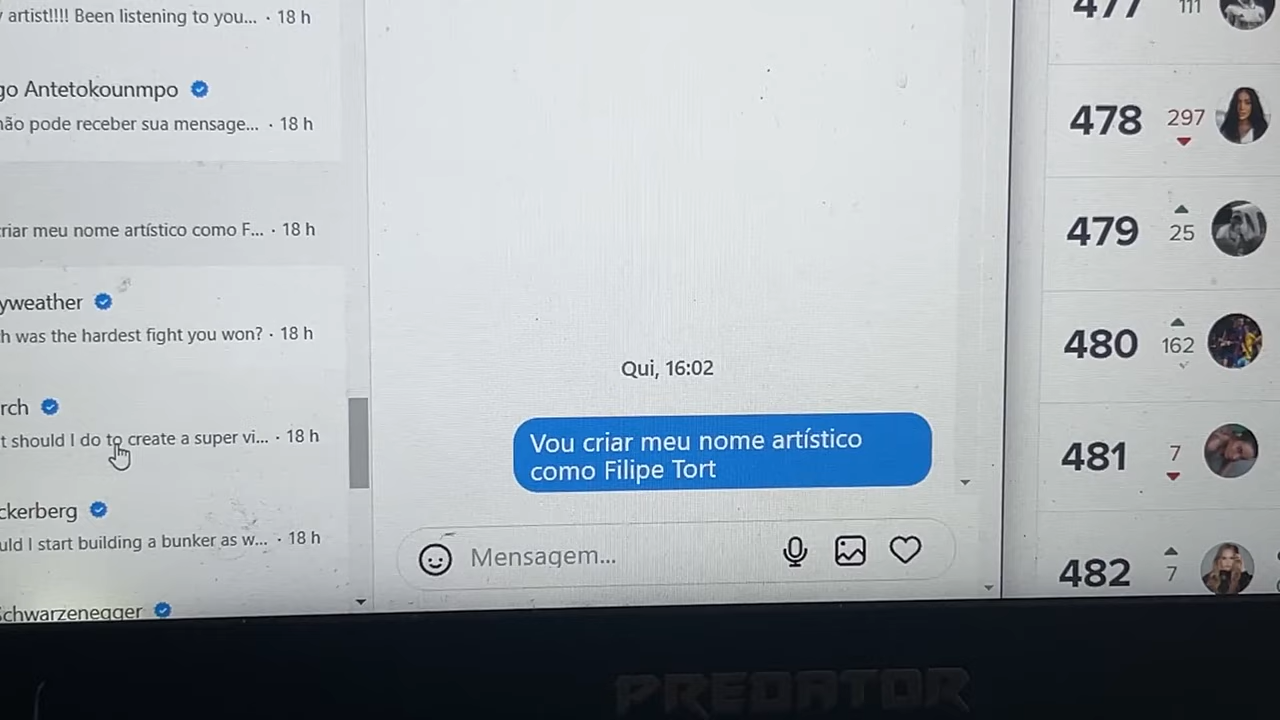 artist!!!! Been listening to you... · 18 h
go Antetokounmpo
não pode receber sua mensage... · 18 h
criar meu nome artístico como F... · 18 h
yweather
h was the hardest fight you won? · 18 h
rch
t should I do to create a super vi... · 18 h
ckerberg
uld I start building a bunker as w... · 18 h
Schwarzenegger
Qui, 16:02
Vou criar meu nome artístico
como Filipe Tort
Mensagem...
477 111
478 297
479 25
480 162
481 7
482 7
PREDATOR